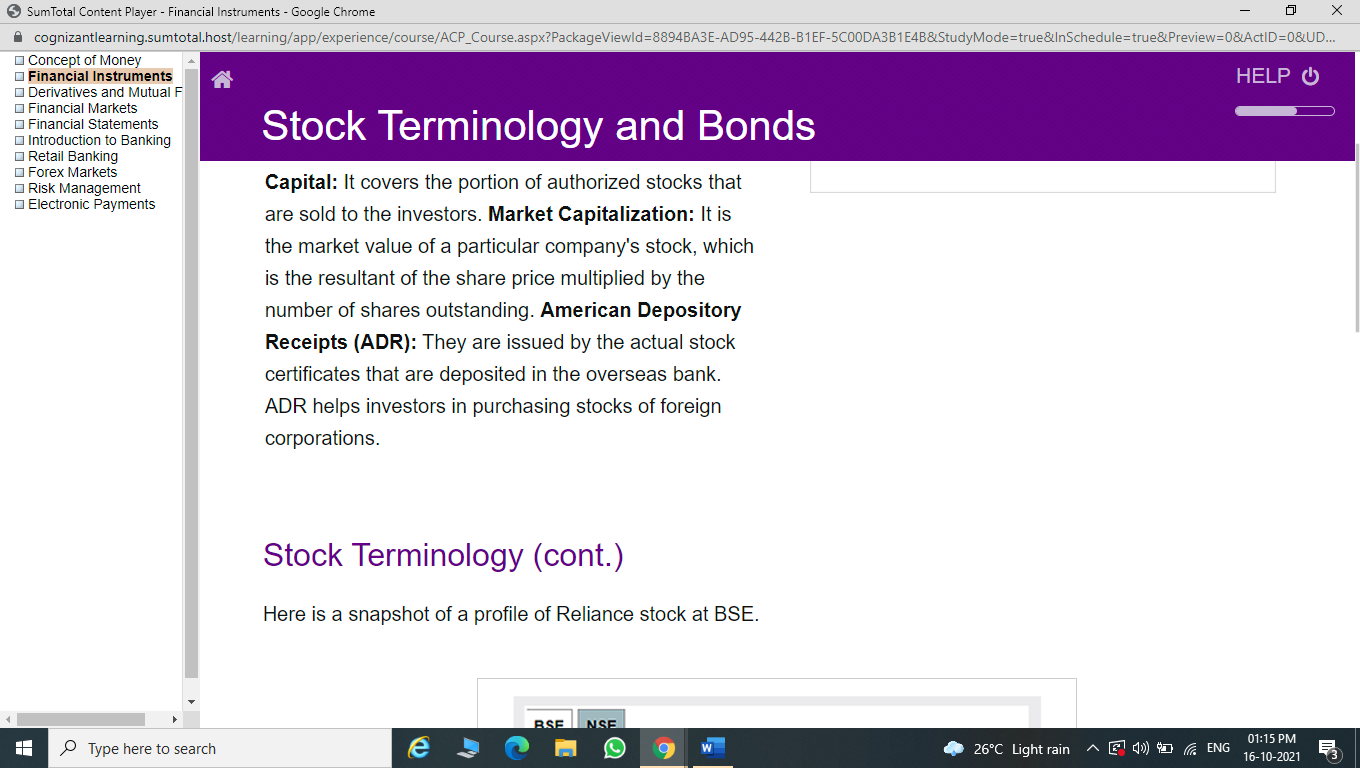 SumTotal Content Player - Financial Instruments - Google Chrome
cognizantlearning.sumtotal.host/learning/app/experience/course/ACP_Course.aspx?PackageViewId=8894BA3E-AD95-442B-B1EF-5C00DA3B1E4B&StudyMode=true&InSchedule=true&Preview=0&ActID=0&UD...
Concept of Money
Financial Instruments
Derivatives and Mutual F
Financial Markets
Financial Statements
Introduction to Banking
Retail Banking
Forex Markets
Risk Management
Electronic Payments
HELP
Stock Terminology and Bonds
Capital: It covers the portion of authorized stocks that
are sold to the investors. Market Capitalization: It is
the market value of a particular company's stock, which
is the resultant of the share price multiplied by the
number of shares outstanding. American Depository
Receipts (ADR): They are issued by the actual stock
certificates that are deposited in the overseas bank.
ADR helps investors in purchasing stocks of foreign
corporations.
Stock Terminology (cont.)
Here is a snapshot of a profile of Reliance stock at BSE.
BSE NSE
Type here to search
26°C Light rain
ENG
01:15 PM
16-10-2021
3